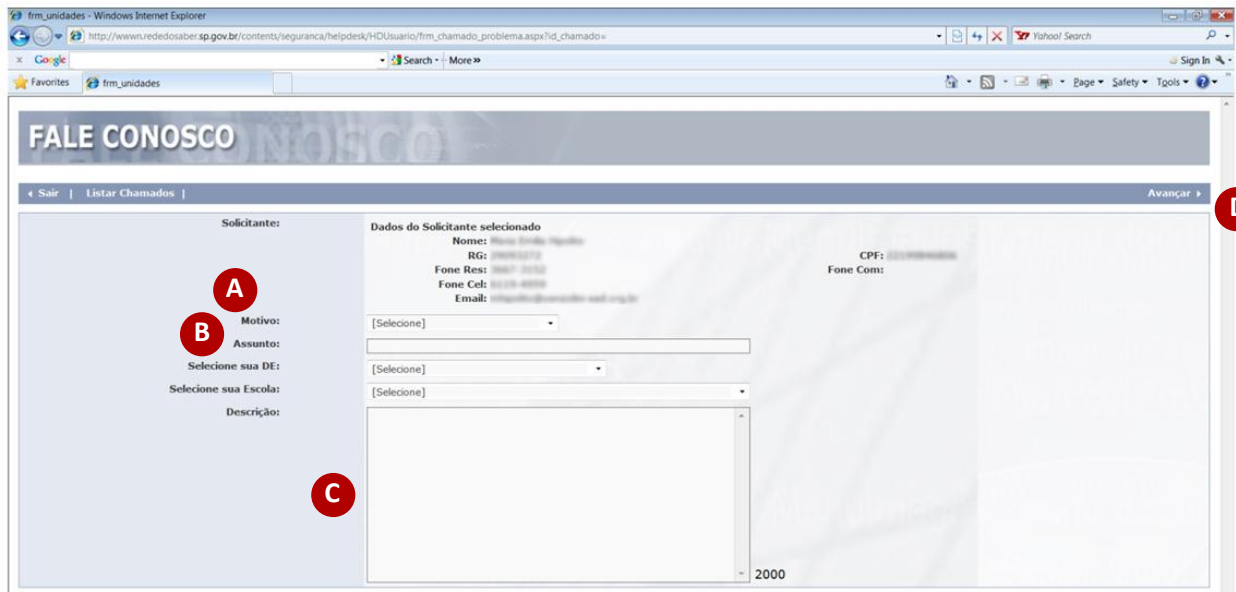 frm_unidades - Windows Internet Explorer
http://wwwn.rededosaber.sp.gov.br/contents/seguranca/helpdesk/HDUsuario/frm_chamado_problema.aspx?id_chamado=
Yahoo! Search
x Google Search More » Sign In
Favorites frm_unidades Page Safety Tools
FALE CONOSCO
Sair | Listar Chamados | Avançar
D
Solicitante: Dados do Solicitante selecionado
Nome:
RG: CPF:
Fone Res: Fone Com:
Fone Cel:
Email:
A
Motivo: [Selecione]
B
Assunto:
Selecione sua DE: [Selecione]
Selecione sua Escola: [Selecione]
Descrição:
C
2000